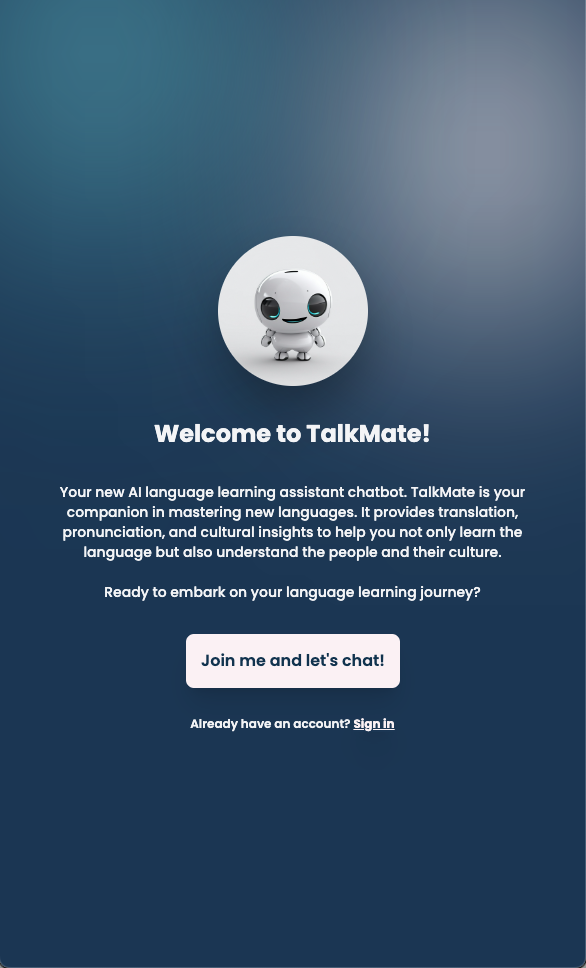 Welcome to TalkMate!
Your new AI language learning assistant chatbot. TalkMate is your
companion in mastering new languages. It provides translation,
pronunciation, and cultural insights to help you not only learn the
language but also understand the people and their culture.
Ready to embark on your language learning journey?
Join me and let's chat!
Already have an account? Sign in